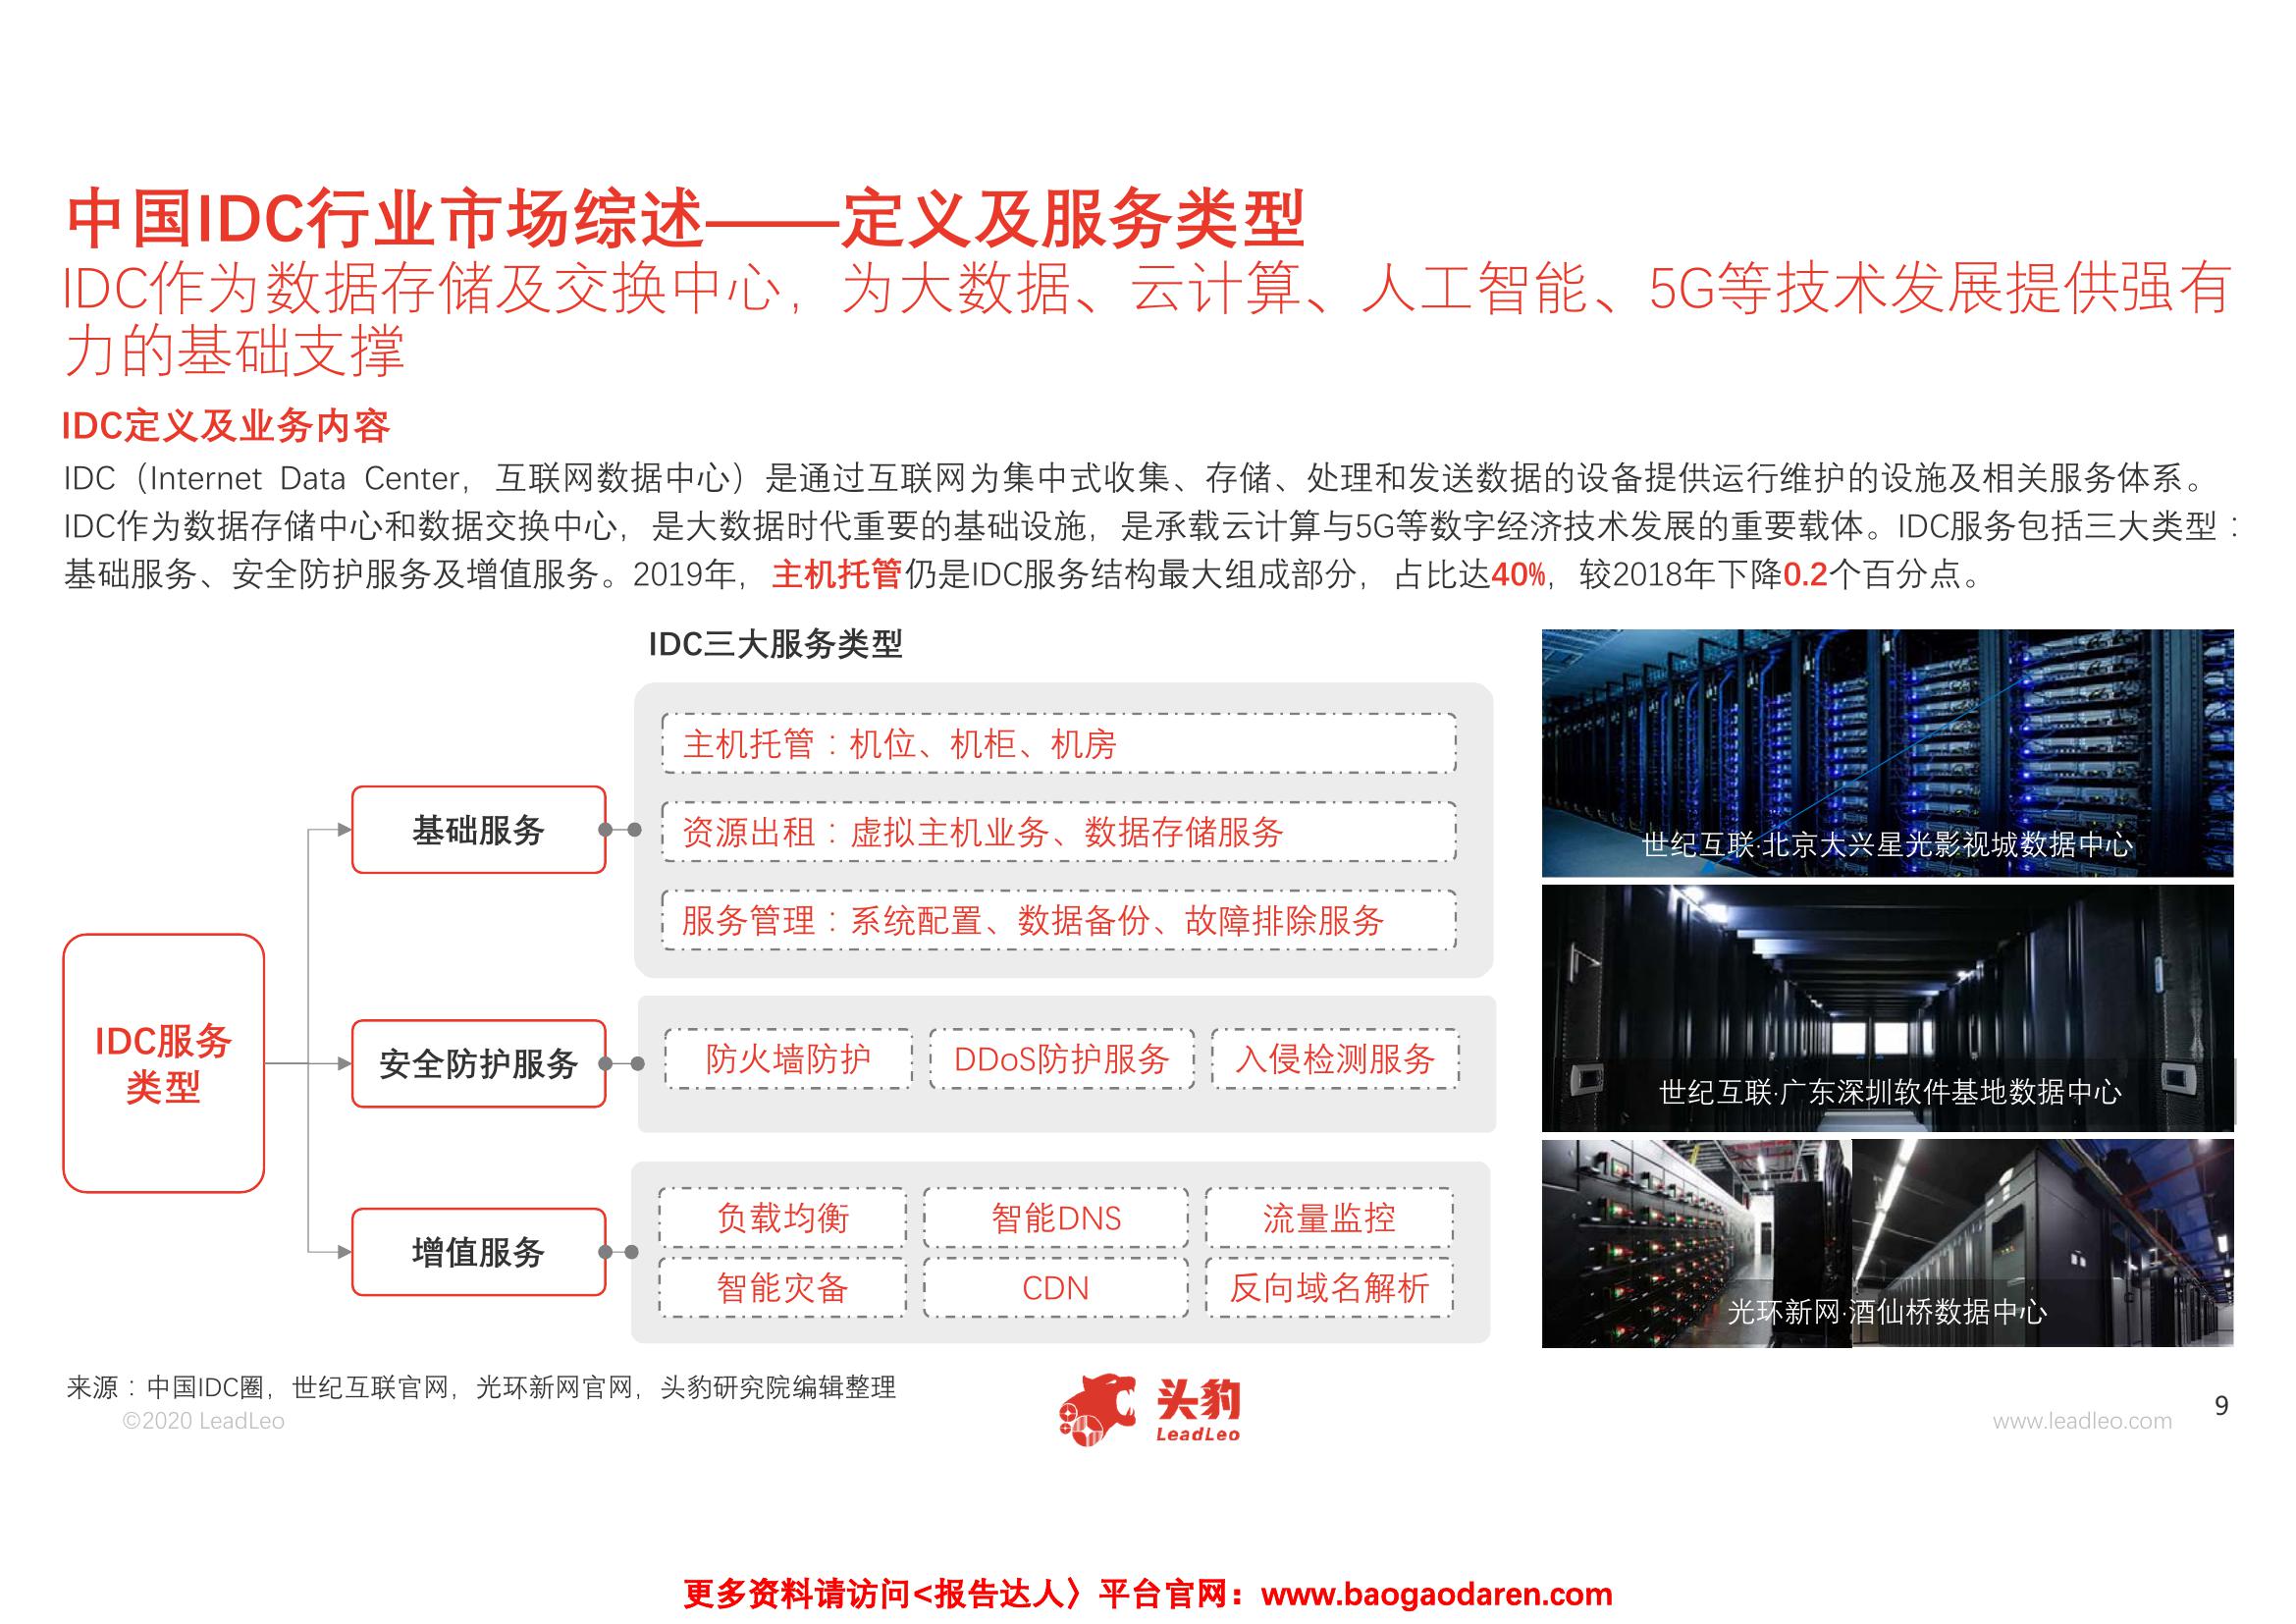 中国IDC行业市场综述——定义及服务类型
IDC作为数据存储及交换中心，为大数据、云计算、人工智能、5G等技术发展提供强有
力的基础支撑
IDC定义及业务内容
IDC（Internet Data Center，互联网数据中心）是通过互联网为集中式收集、存储、处理和发送数据的设备提供运行维护的设施及相关服务体系。
IDC作为数据存储中心和数据交换中心，是大数据时代重要的基础设施，是承载云计算与5G等数字经济技术发展的重要载体。IDC服务包括三大类型：
基础服务、安全防护服务及增值服务。2019年，主机托管仍是IDC服务结构最大组成部分，占比达40%，较2018年下降0.2个百分点。
IDC三大服务类型
IDC服务
类型
基础服务
主机托管：机位、机柜、机房
资源出租：虚拟主机业务、数据存储服务
服务管理：系统配置、数据备份、故障排除服务
安全防护服务
防火墙防护
DDoS防护服务
入侵检测服务
增值服务
负载均衡
智能DNS
流量监控
智能灾备
CDN
反向域名解析
世纪互联·北京大兴星光影视城数据中心
世纪互联·广东深圳软件基地数据中心
光环新网·酒仙桥数据中心
来源：中国IDC圈，世纪互联官网，光环新网官网，头豹研究院编辑整理
©2020 LeadLeo
头豹
LeadLeo
www.leadleo.com
9
更多资料请访问<报告达人〉平台官网：www.baogaodaren.com